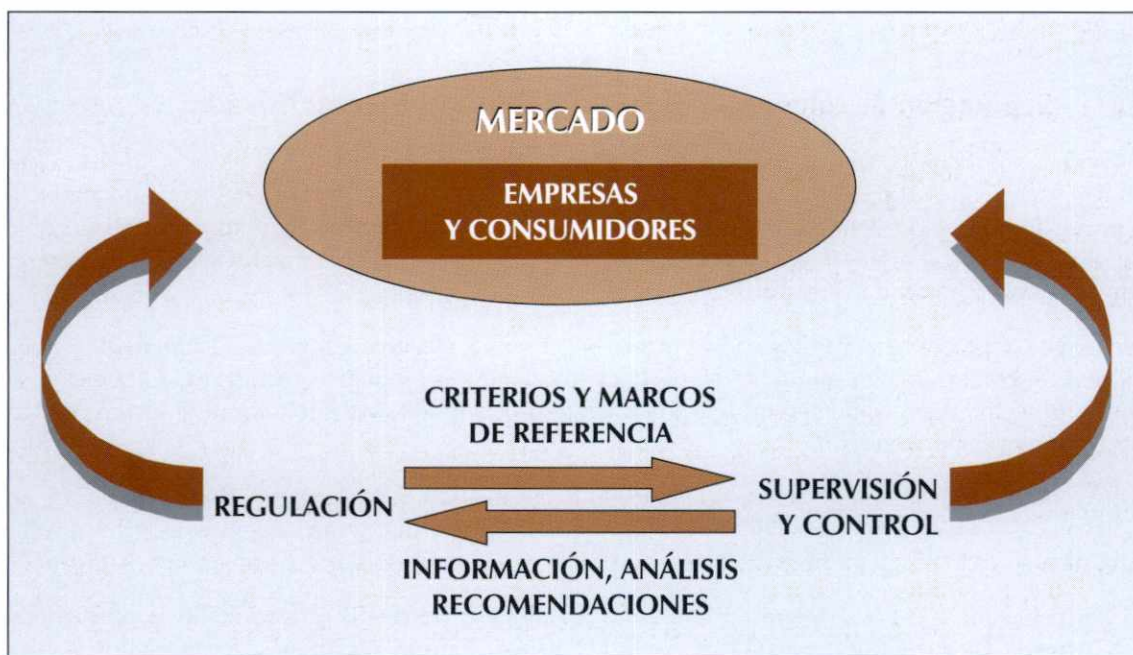 MERCADO
EMPRESAS
Y CONSUMIDORES
CRITERIOS Y MARCOS
DE REFERENCIA
REGULACIÓN
SUPERVISIÓN
Y CONTROL
INFORMACIÓN, ANÁLISIS
RECOMENDACIONES